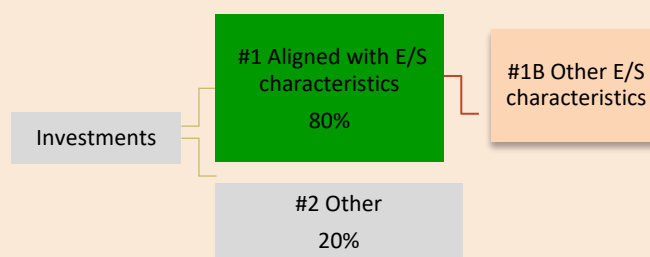 #1 Aligned with E/S
characteristics
80%
#1B Other E/S
characteristics
Investments
#2 Other
20%